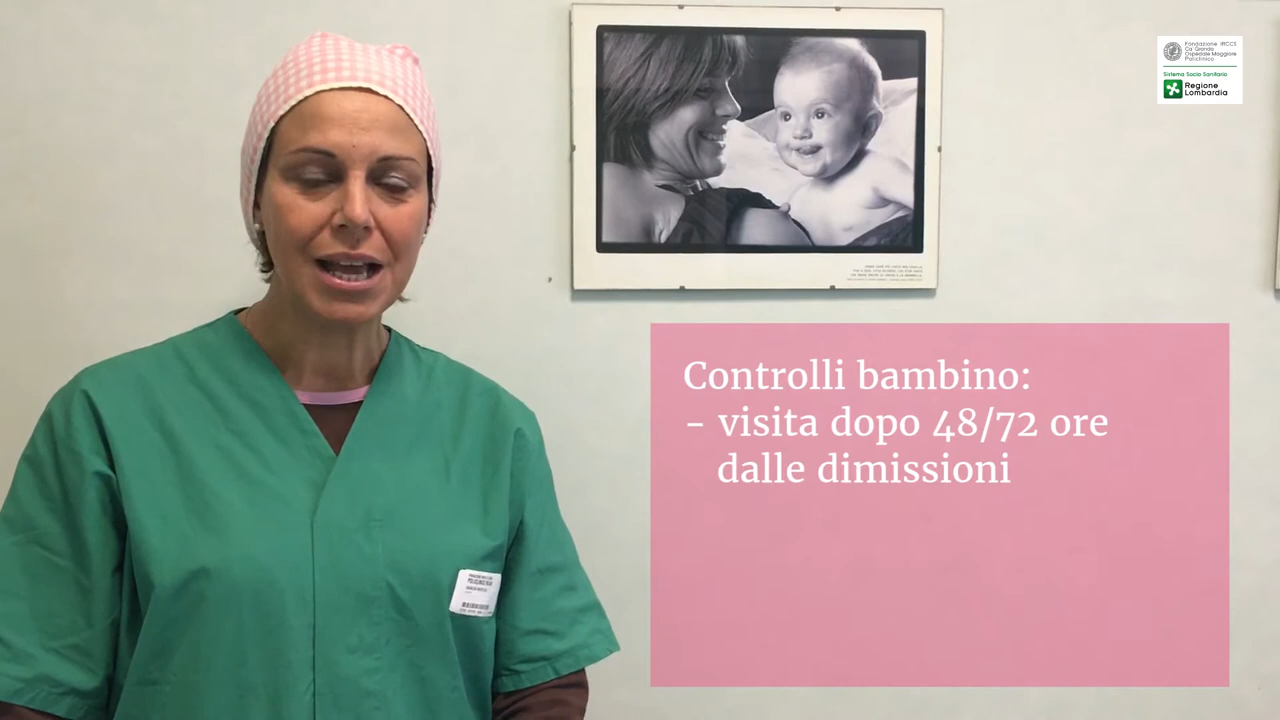 Fondazione IRCCS
Ca' Granda
Ospedale Maggiore
Policlinico
Sistema Socio Sanitario
Regione
Lombardia
Controlli bambino:
- visita dopo 48/72 ore
dalle dimissioni